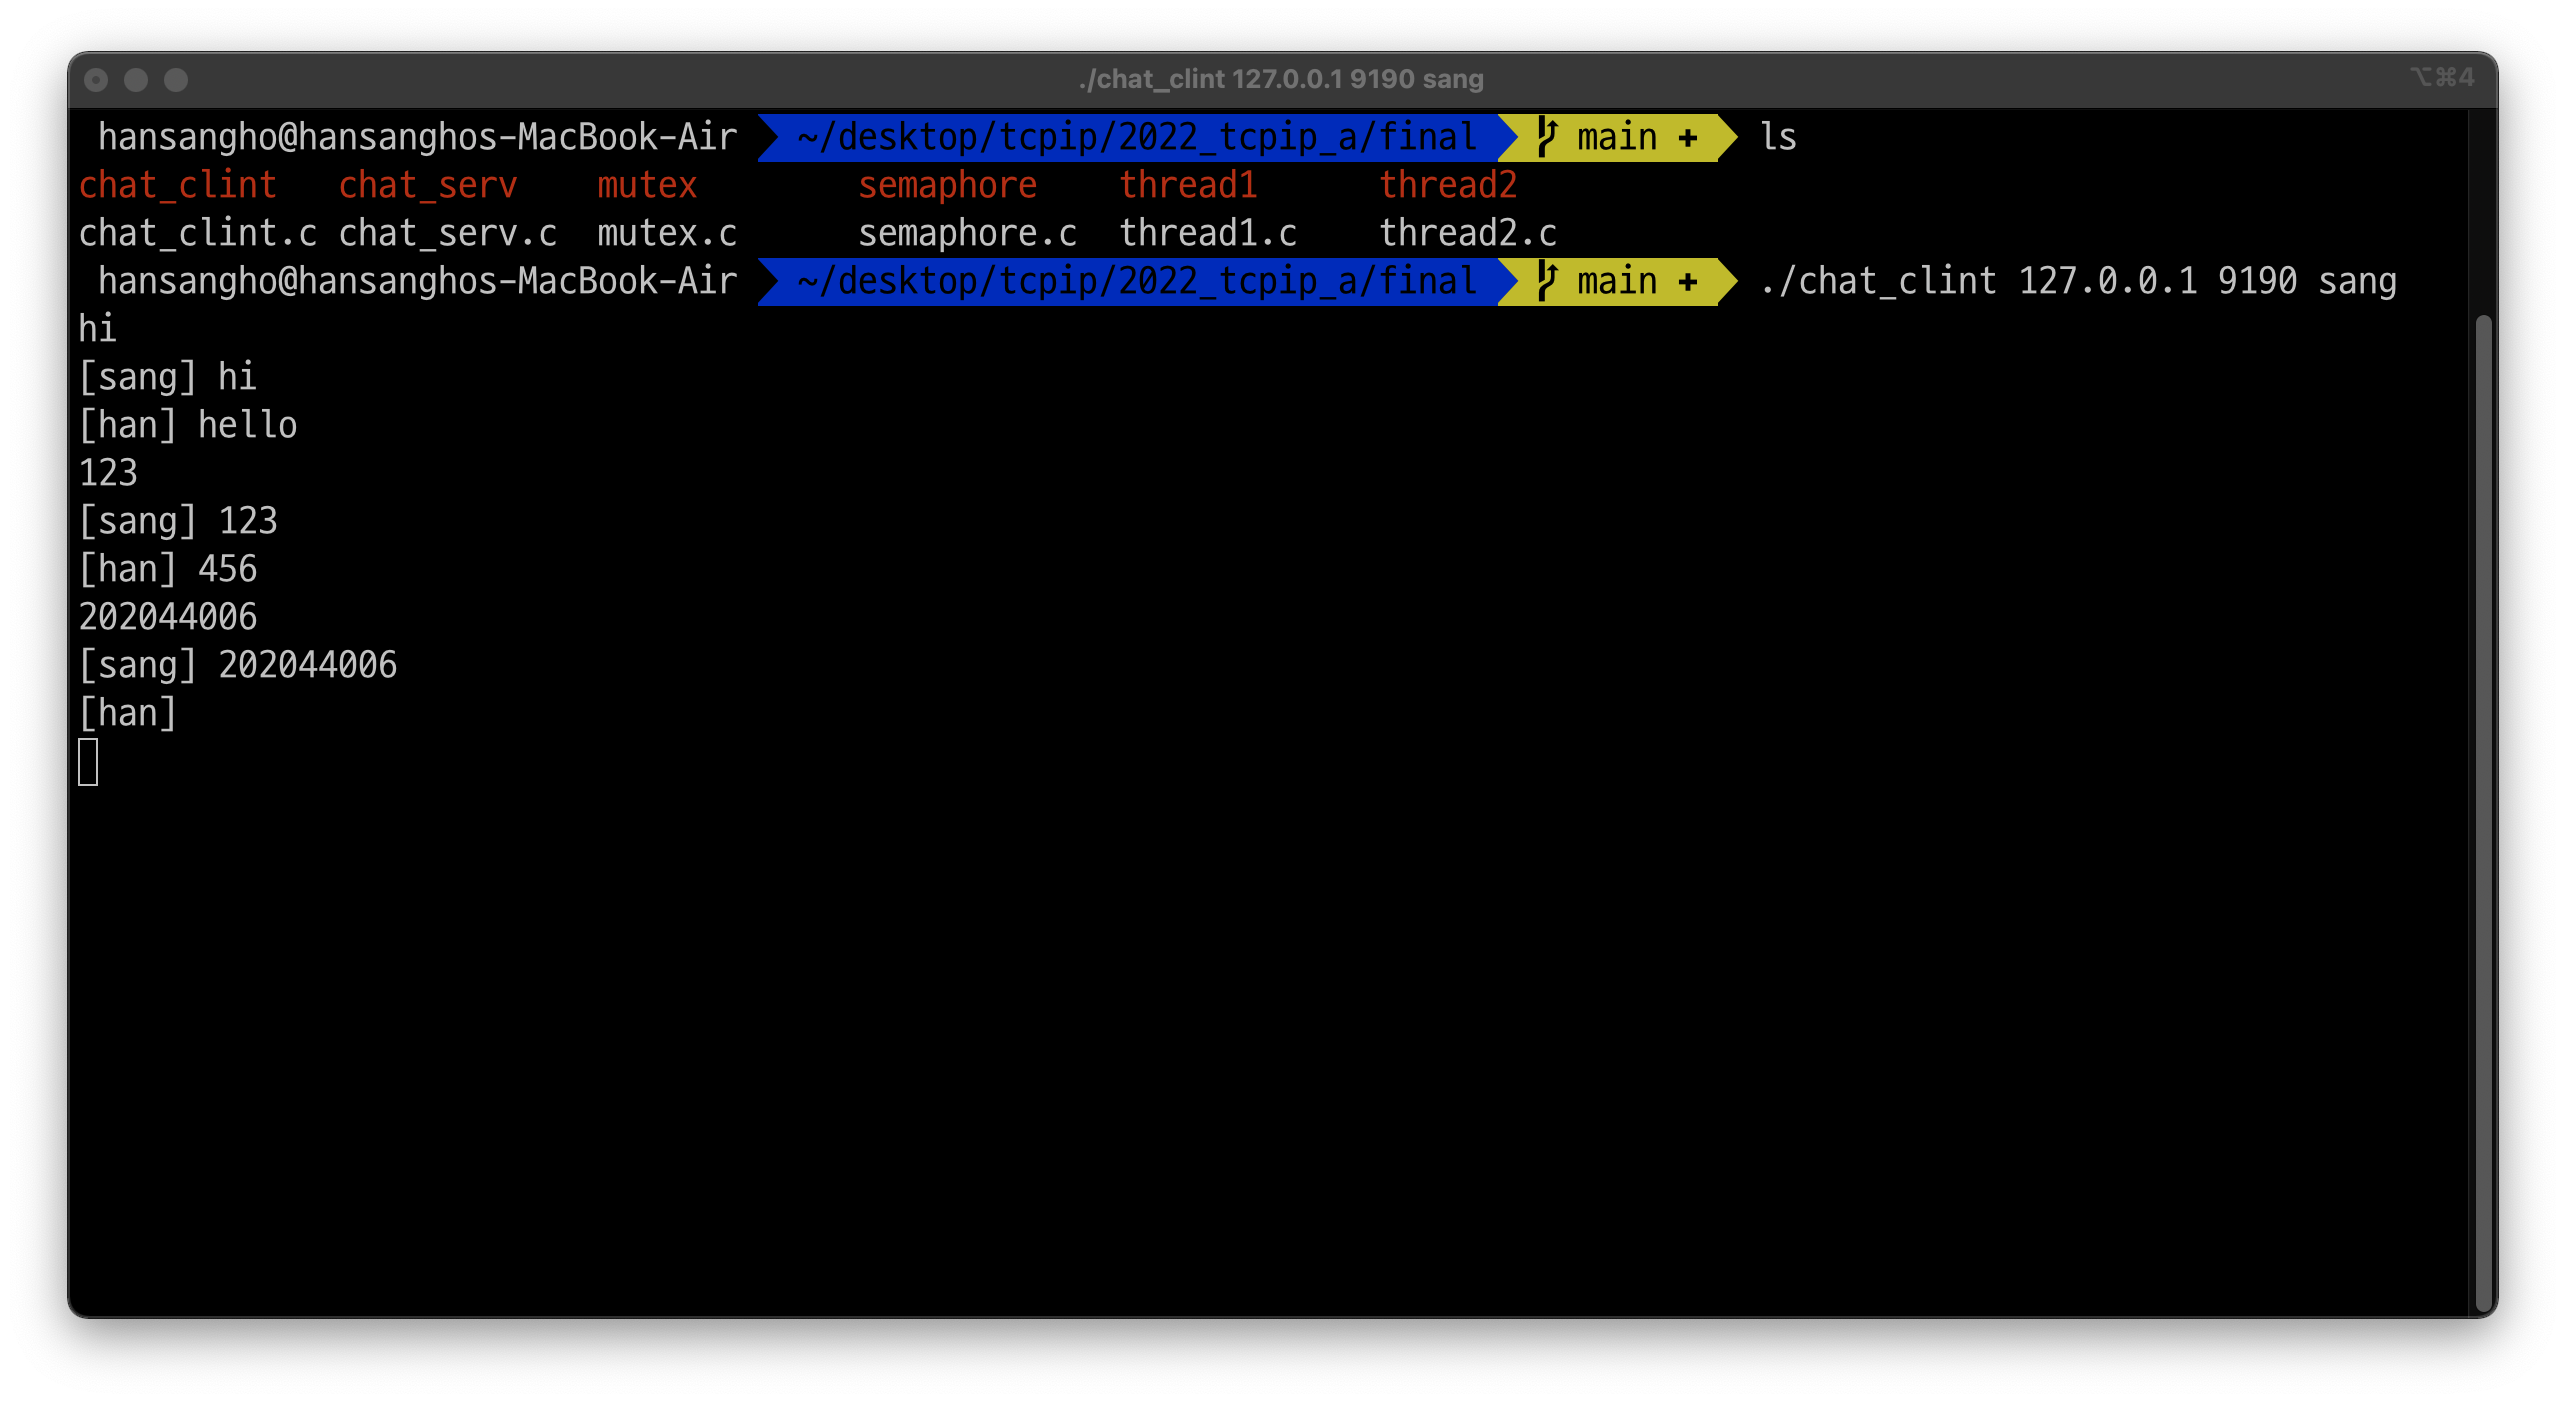 ./chat_clint 127.0.0.1 9190 sang ⌥⌘4
hansangho@hansanghos-MacBook-Air ~/desktop/tcpip/2022_tcpip_a/final main + ls
chat_clint chat_serv mutex semaphore thread1 thread2
chat_clint.c chat_serv.c mutex.c semaphore.c thread1.c thread2.c
hansangho@hansanghos-MacBook-Air ~/desktop/tcpip/2022_tcpip_a/final main + ./chat_clint 127.0.0.1 9190 sang
hi
[sang] hi
[han] hello
123
[sang] 123
[han] 456
202044006
[sang] 202044006
[han]